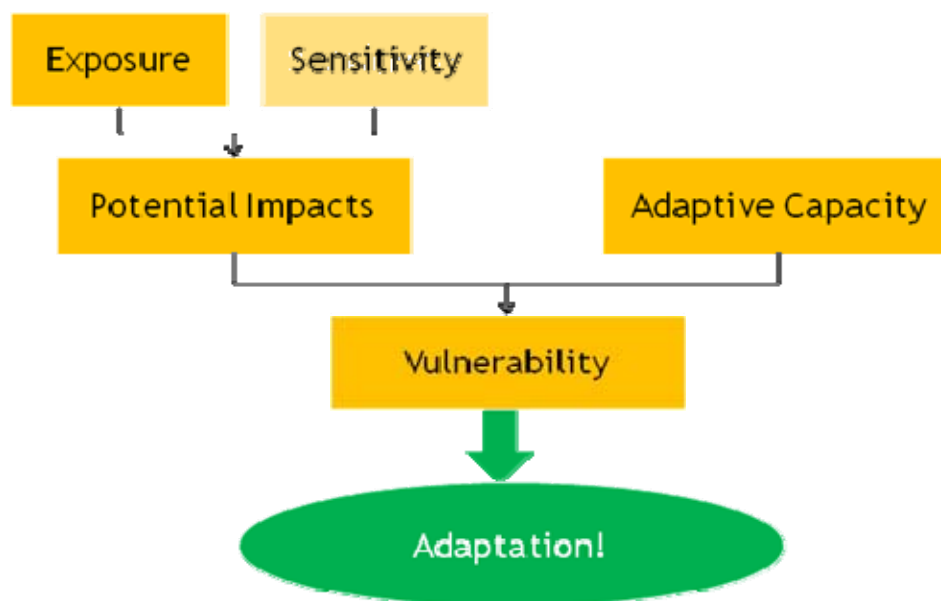 Exposure
Sensitivity
Potential Impacts
Adaptive Capacity
Vulnerability
Adaptation!